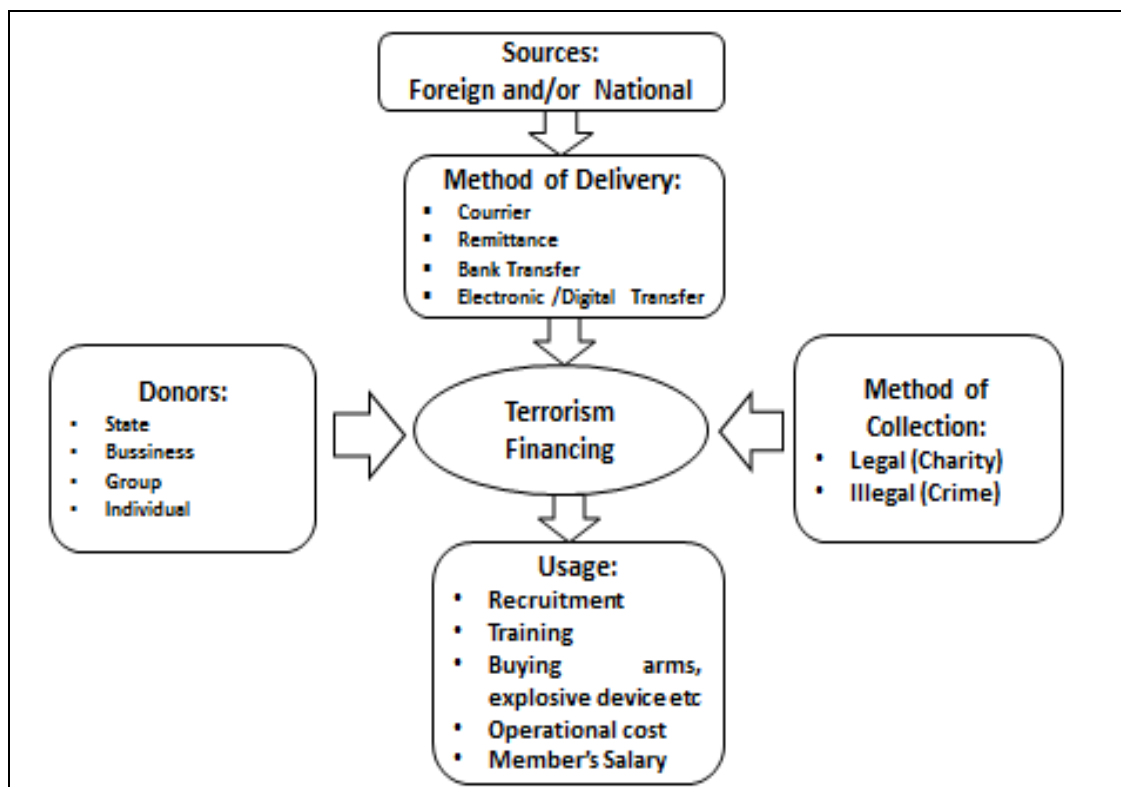 Sources:
Foreign and/or National
Method of Delivery:
▪ Courrier
▪ Remittance
▪ Bank Transfer
▪ Electronic /Digital Transfer
Donors:
• State
• Bussiness
• Group
• Individual
Terrorism
Financing
Method of
Collection:
• Legal (Charity)
• Illegal (Crime)
Usage:
• Recruitment
• Training
• Buying arms,
explosive device etc
• Operational cost
• Member's Salary